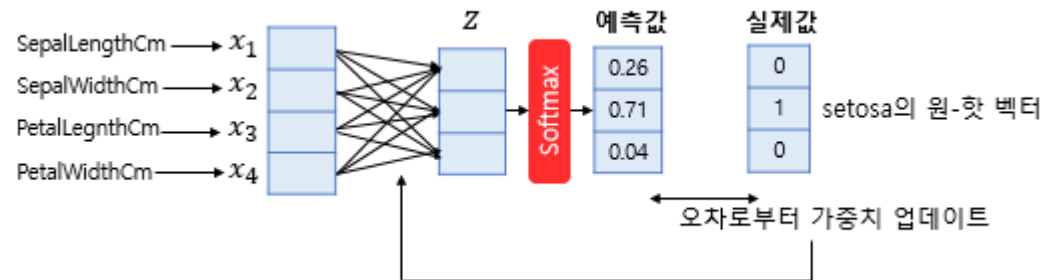 Z 예측값 실제값
SepalLengthCm x1
SepalWidthCm x2
PetalLegnthCm x3
PetalWidthCm x4
Softmax
0.26
0.71
0.04
0
1
0
setosa의 원-핫 벡터
오차로부터 가중치 업데이트